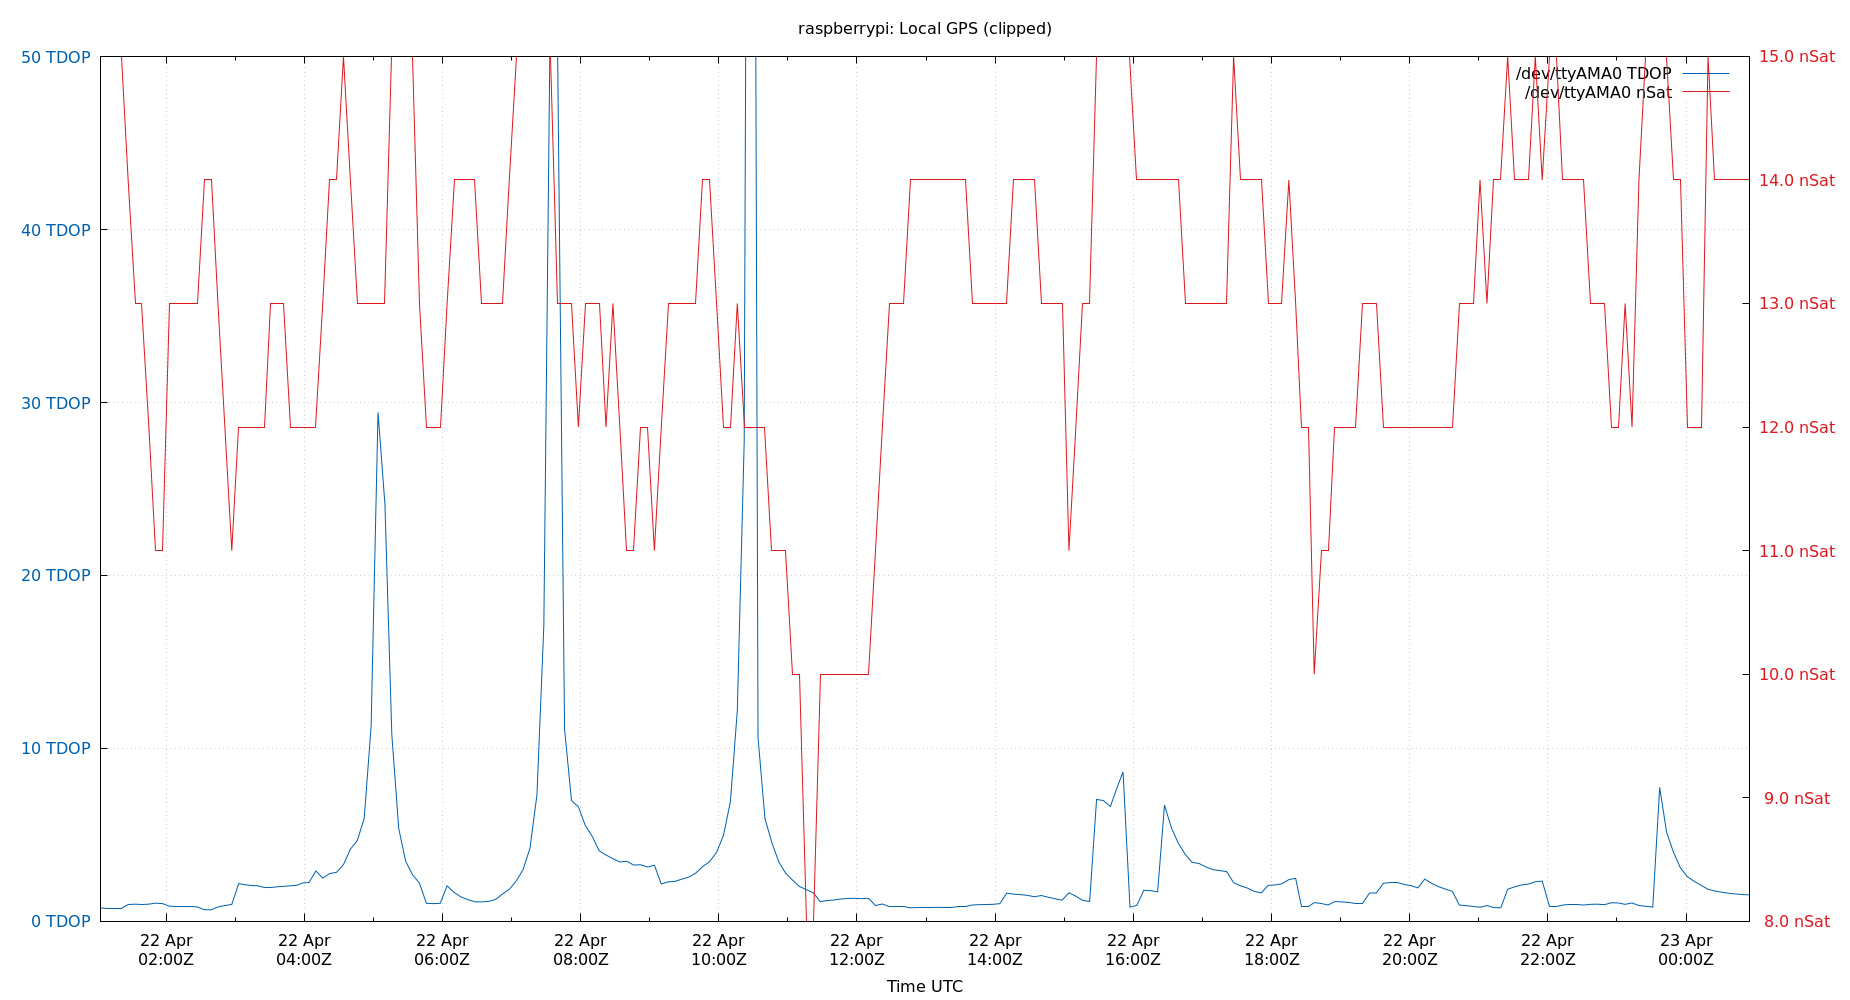 raspberrypi: Local GPS (clipped)
50 TDOP
40 TDOP
30 TDOP
20 TDOP
10 TDOP
0 TDOP
15.0 nSat
14.0 nSat
13.0 nSat
12.0 nSat
11.0 nSat
10.0 nSat
9.0 nSat
8.0 nSat
/dev/ttyAMA0 TDOP
/dev/ttyAMA0 nSat
22 Apr
02:00Z
22 Apr
04:00Z
22 Apr
06:00Z
22 Apr
08:00Z
22 Apr
10:00Z
22 Apr
12:00Z
22 Apr
14:00Z
22 Apr
16:00Z
22 Apr
18:00Z
22 Apr
20:00Z
22 Apr
22:00Z
23 Apr
00:00Z
Time UTC